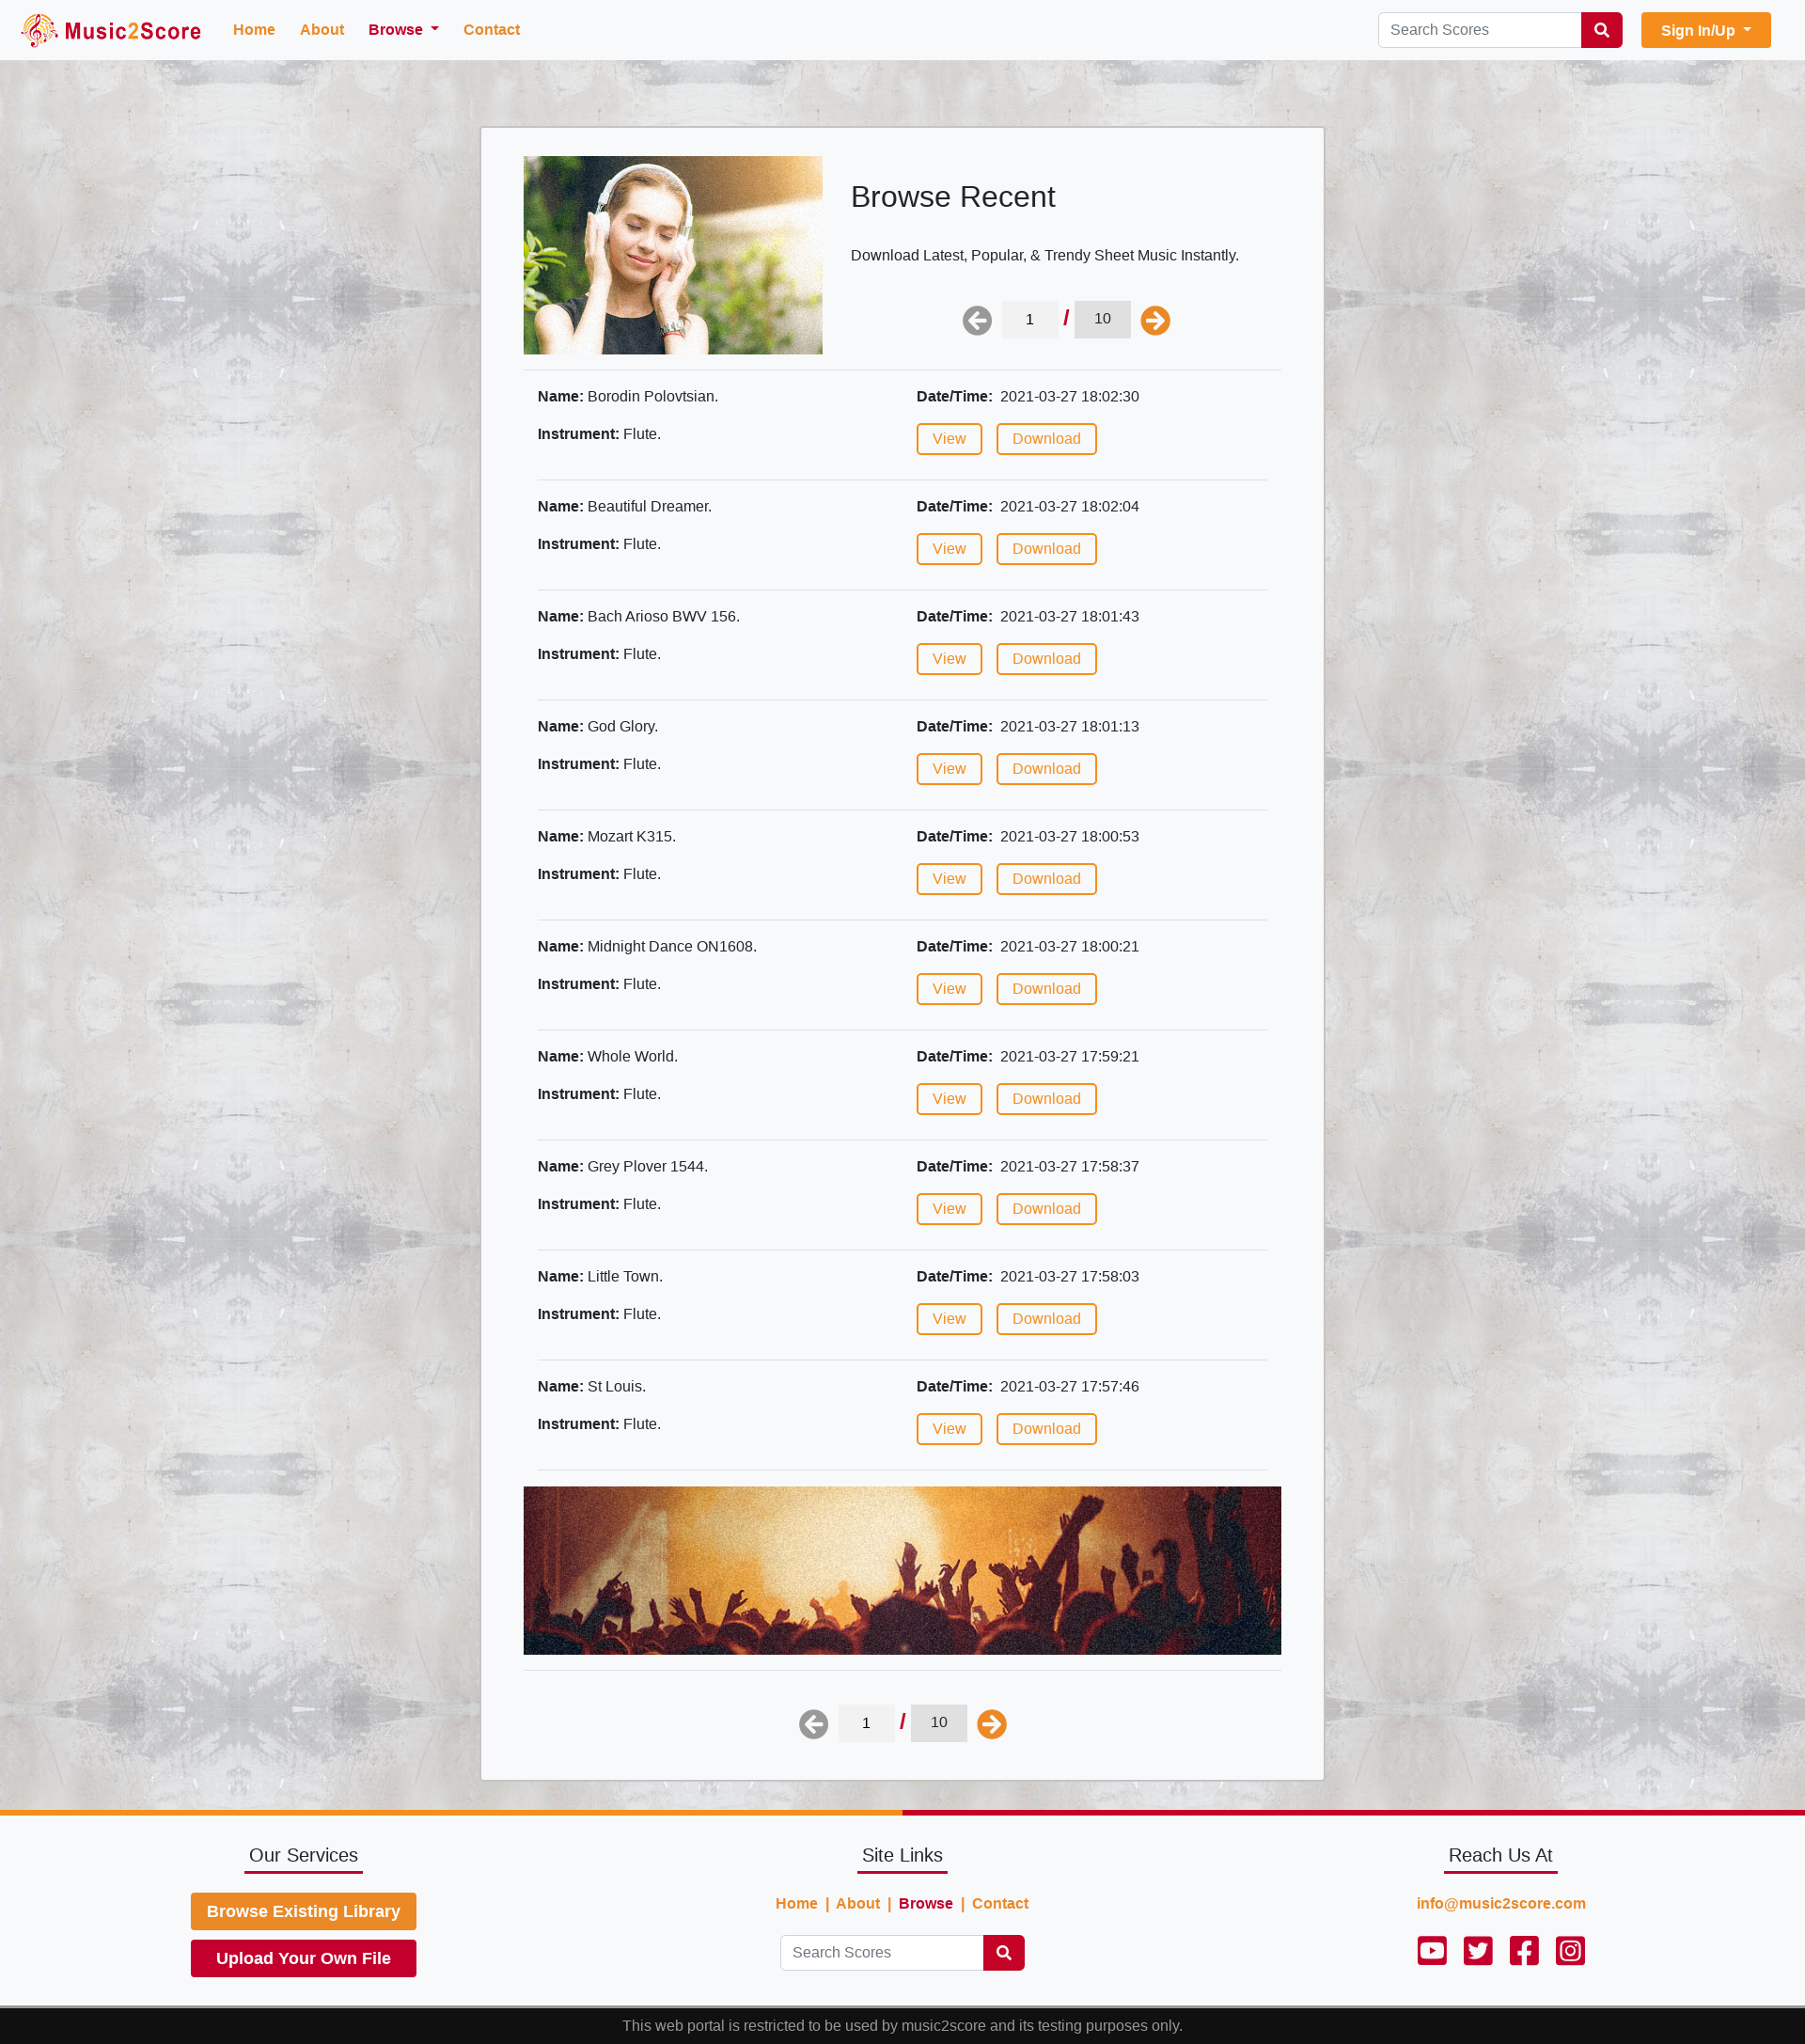 Music2Score Home About Browse Contact Search Scores Sign In/Up
Browse Recent
Download Latest, Popular, & Trendy Sheet Music Instantly.
1 / 10
Name: Borodin Polovtsian. Date/Time: 2021-03-27 18:02:30
Instrument: Flute. View Download
Name: Beautiful Dreamer. Date/Time: 2021-03-27 18:02:04
Instrument: Flute. View Download
Name: Bach Arioso BWV 156. Date/Time: 2021-03-27 18:01:43
Instrument: Flute. View Download
Name: God Glory. Date/Time: 2021-03-27 18:01:13
Instrument: Flute. View Download
Name: Mozart K315. Date/Time: 2021-03-27 18:00:53
Instrument: Flute. View Download
Name: Midnight Dance ON1608. Date/Time: 2021-03-27 18:00:21
Instrument: Flute. View Download
Name: Whole World. Date/Time: 2021-03-27 17:59:21
Instrument: Flute. View Download
Name: Grey Plover 1544. Date/Time: 2021-03-27 17:58:37
Instrument: Flute. View Download
Name: Little Town. Date/Time: 2021-03-27 17:58:03
Instrument: Flute. View Download
Name: St Louis. Date/Time: 2021-03-27 17:57:46
Instrument: Flute. View Download
1 / 10
Our Services Site Links Reach Us At
Home | About | Browse | Contact info@music2score.com
Browse Existing Library
Search Scores
Upload Your Own File
This web portal is restricted to be used by music2score and its testing purposes only.